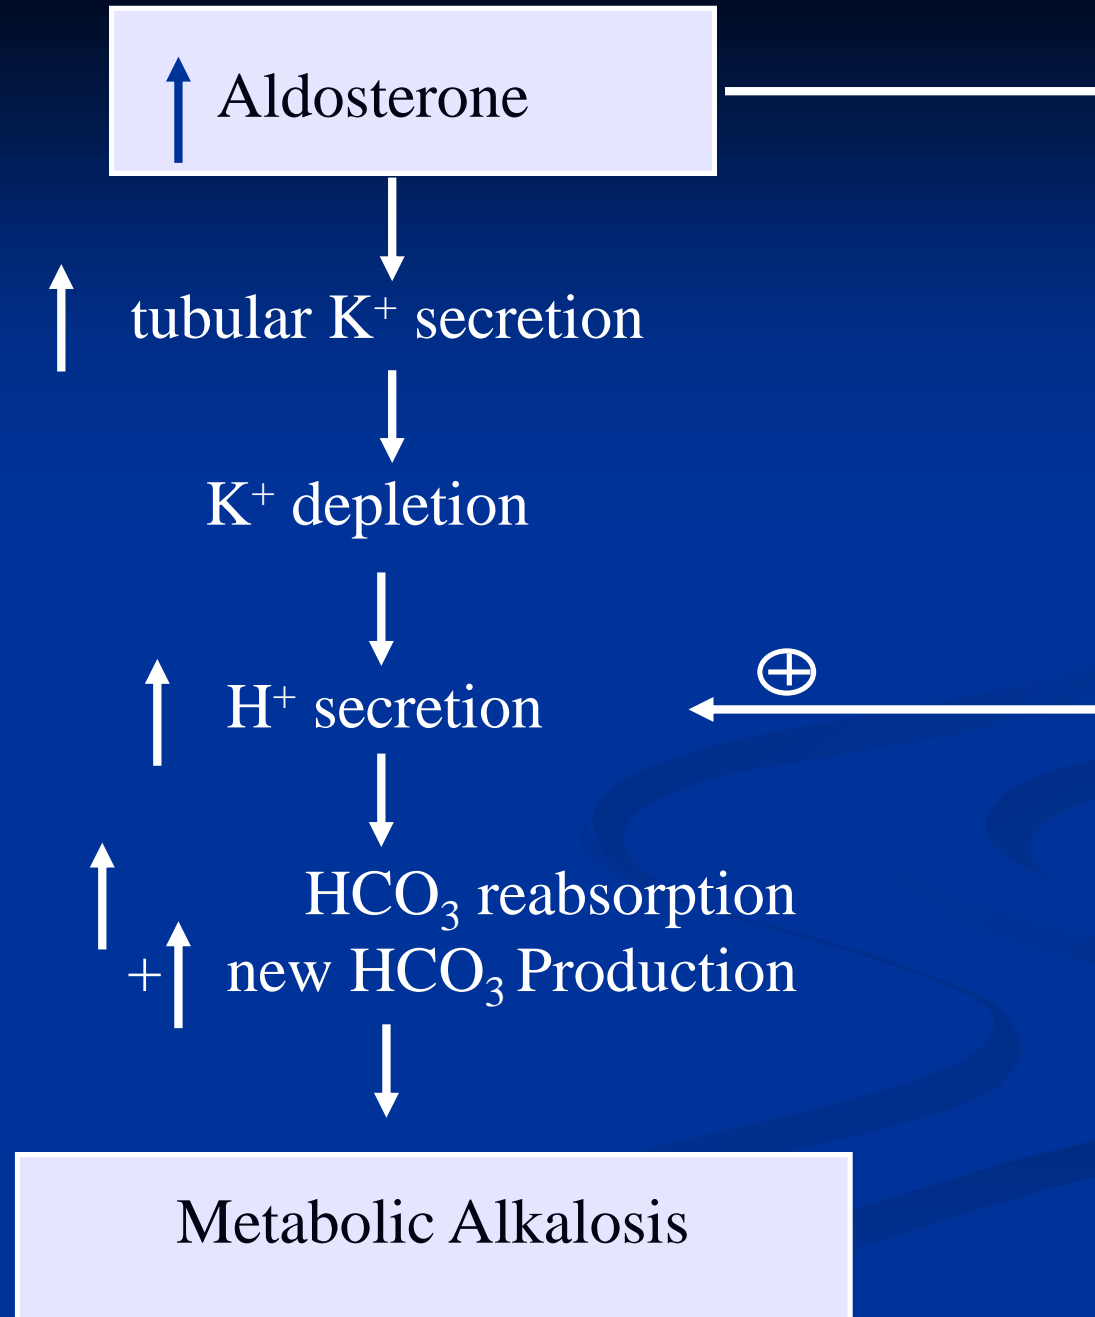 Aldosterone
tubular K⁺ secretion
K⁺ depletion
H⁺ secretion
HCO₃ reabsorption
+ new HCO₃ Production
Metabolic Alkalosis